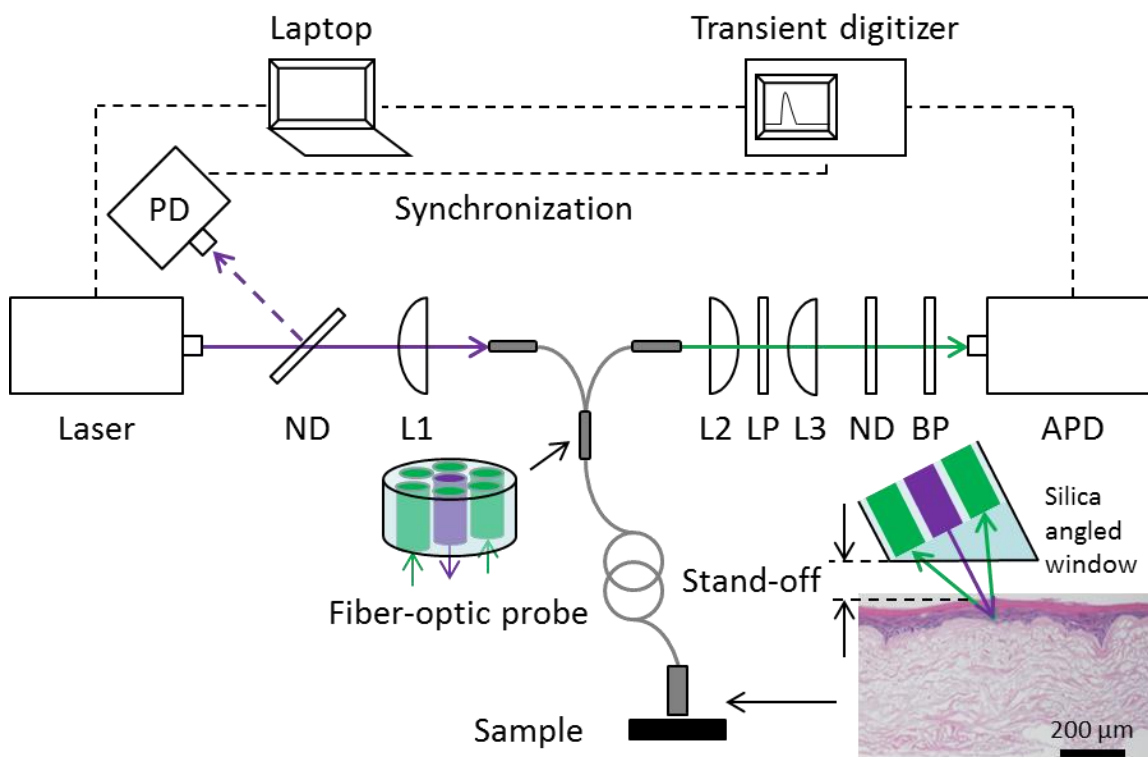 Laptop
Transient digitizer
PD
Synchronization
Laser
ND
L1
L2
LP
L3
ND
BP
APD
Silica
angled
window
Stand-off
Fiber-optic probe
Sample
200 µm